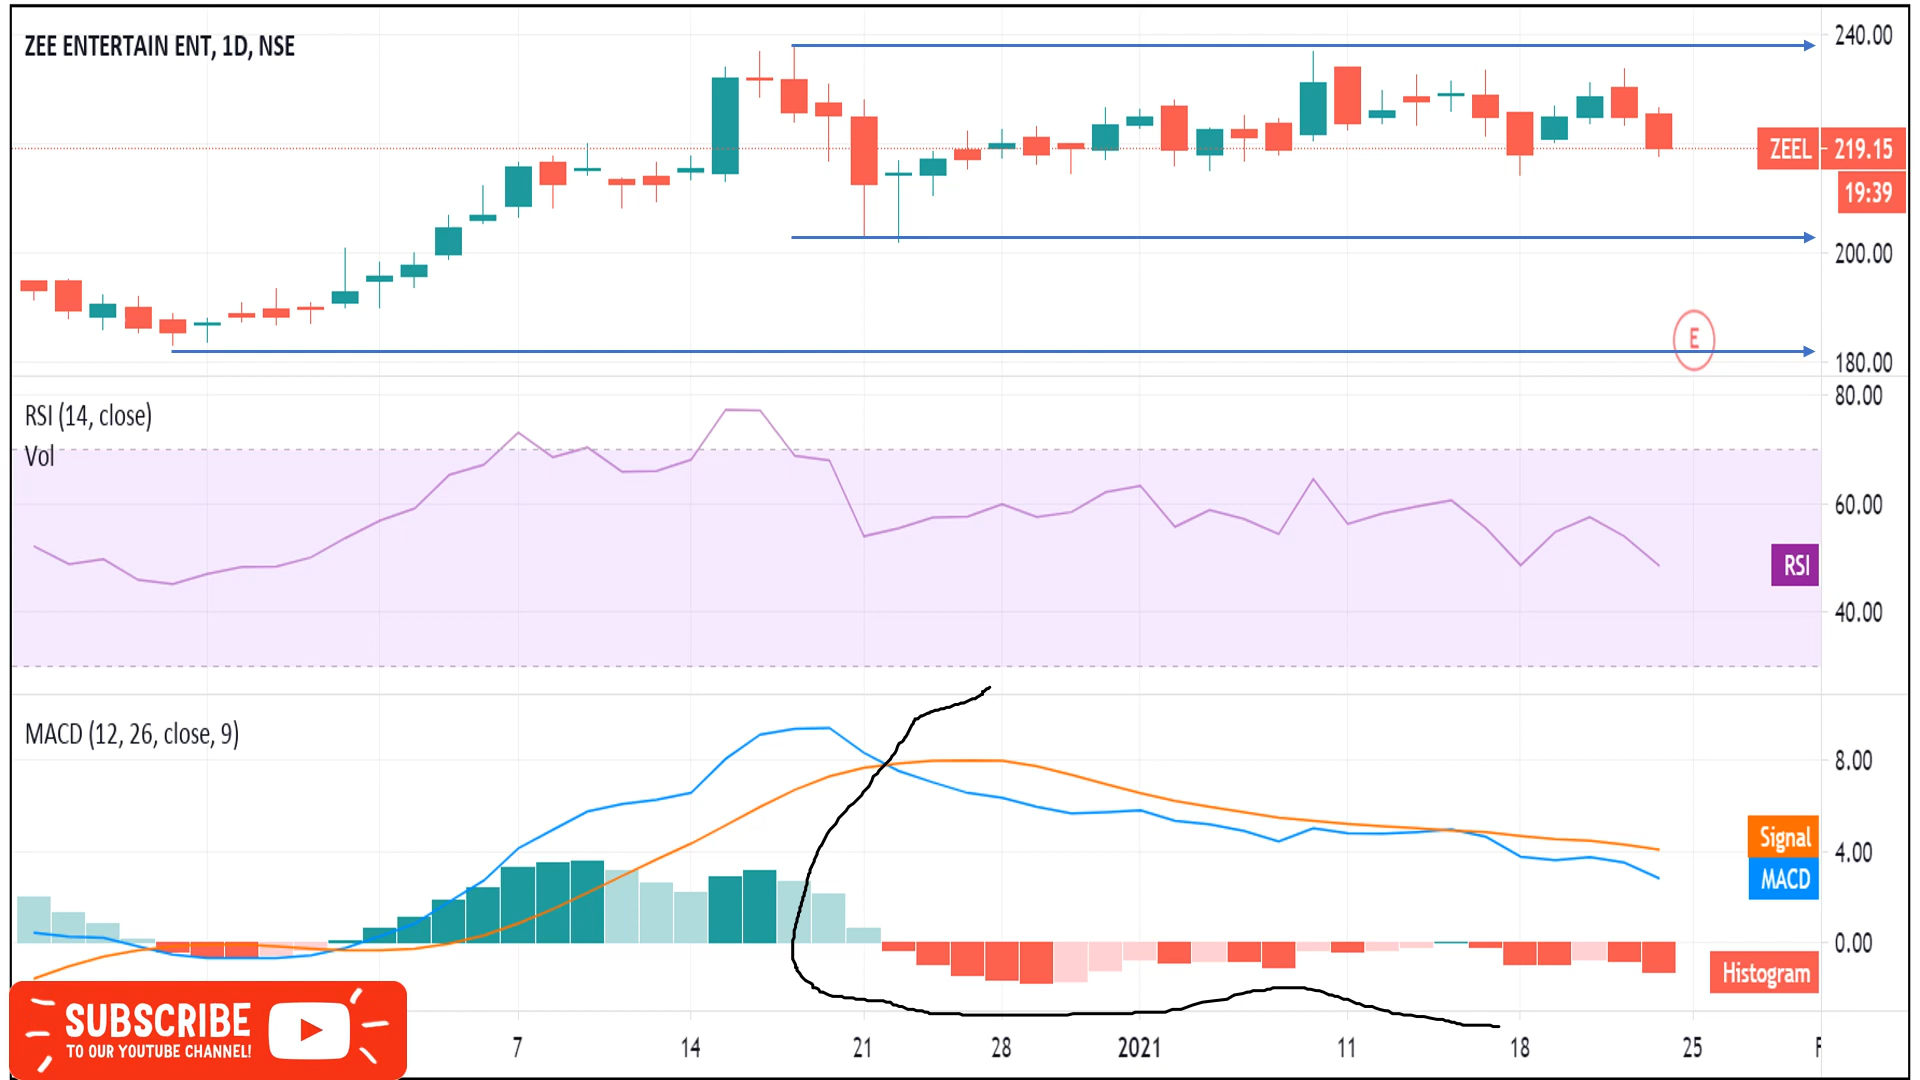 ZEE ENTERTAIN ENT, 1D, NSE
240.00
ZEEL
219.15
19:39
200.00
E
180.00
RSI (14, close)
80.00
Vol
60.00
RSI
40.00
MACD (12, 26, close, 9)
8.00
Signal
4.00
MACD
0.00
Histogram
SUBSCRIBE
TO OUR YOUTUBE CHANNEL!
7 14 21 28 2021 11 18 25